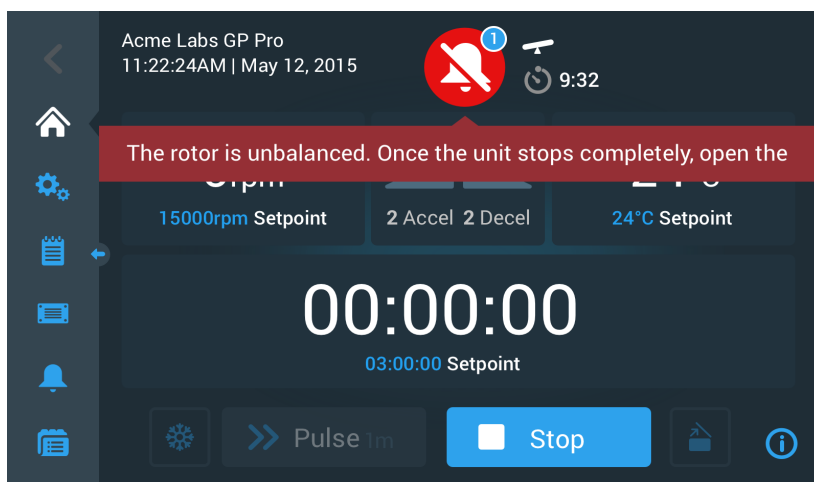 Acme Labs GP Pro
11:22:24AM | May 12, 2015
1
9:32
The rotor is unbalanced. Once the unit stops completely, open the
rpm
15000rpm Setpoint
2 Accel 2 Decel
24°C Setpoint
00:00:00
03:00:00 Setpoint
Pulse 1m
Stop